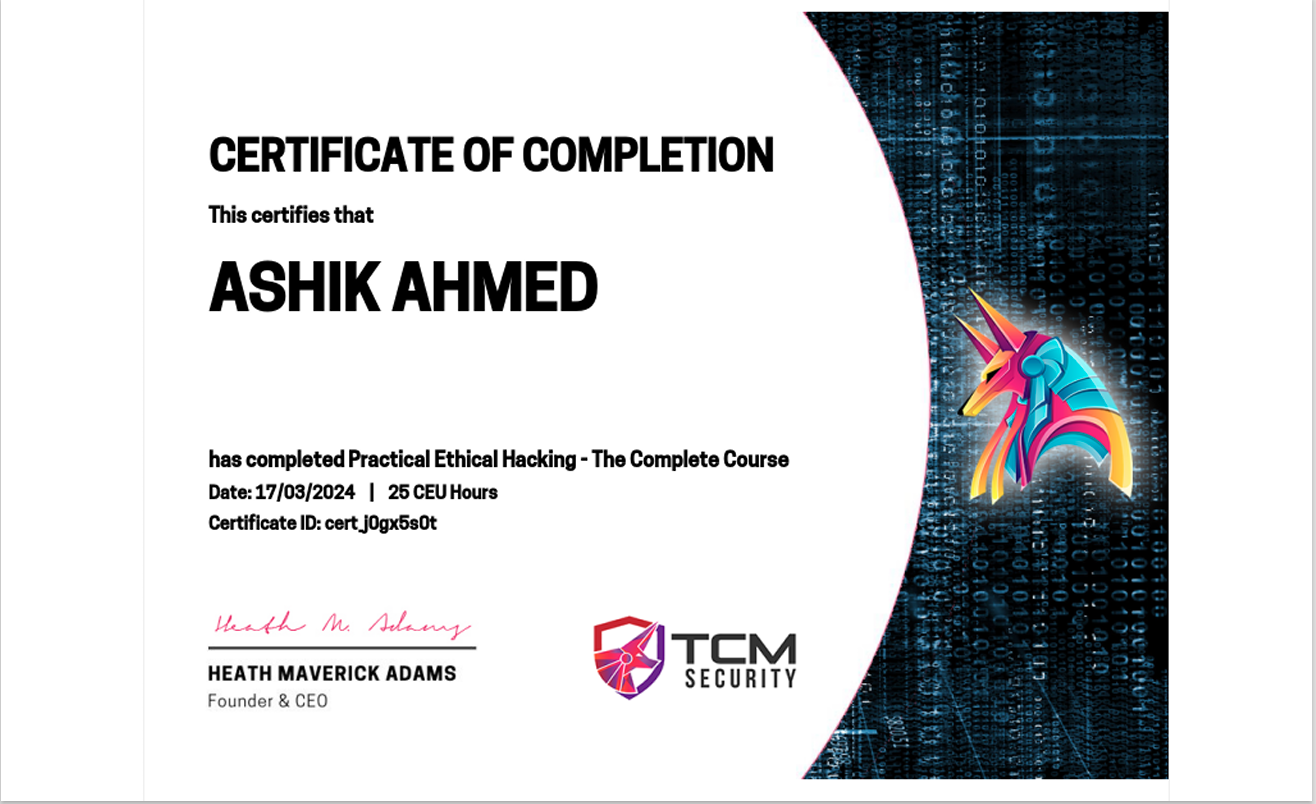 CERTIFICATE OF COMPLETION
This certifies that
ASHIK AHMED
has completed Practical Ethical Hacking - The Complete Course
Date: 17/03/2024 | 25 CEU Hours
Certificate ID: cert_j0gx5s0t
Heath M. Adams
HEATH MAVERICK ADAMS
Founder & CEO
TCM
SECURITY